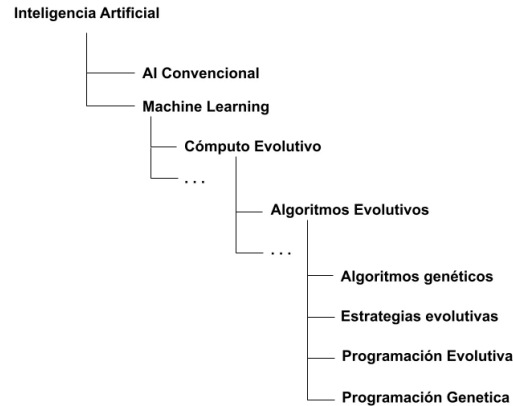 Inteligencia Artificial
AI Convencional
Machine Learning
Cómputo Evolutivo
. . .
Algoritmos Evolutivos
. . .
Algoritmos genéticos
Estrategias evolutivas
Programación Evolutiva
Programación Genetica